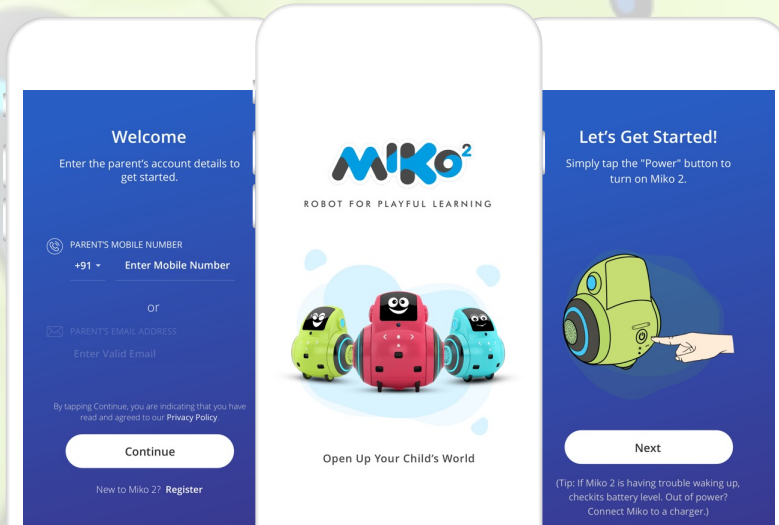 Welcome
Enter the parent's account details to
get started.
PARENT'S MOBILE NUMBER
+91 Enter Mobile Number
or
PARENT'S EMAIL ADDRESS
Enter Valid Email
By tapping Continue, you are indicating that you have
read and agreed to our Privacy Policy.
Continue
New to Miko 2? Register
MIKO2
ROBOT FOR PLAYFUL LEARNING
Open Up Your Child's World
Let's Get Started!
Simply tap the "Power" button to
turn on Miko 2.
Next
(Tip: If Miko 2 is having trouble waking up,
checkits battery level. Out of power?
Connect Miko to a charger.)